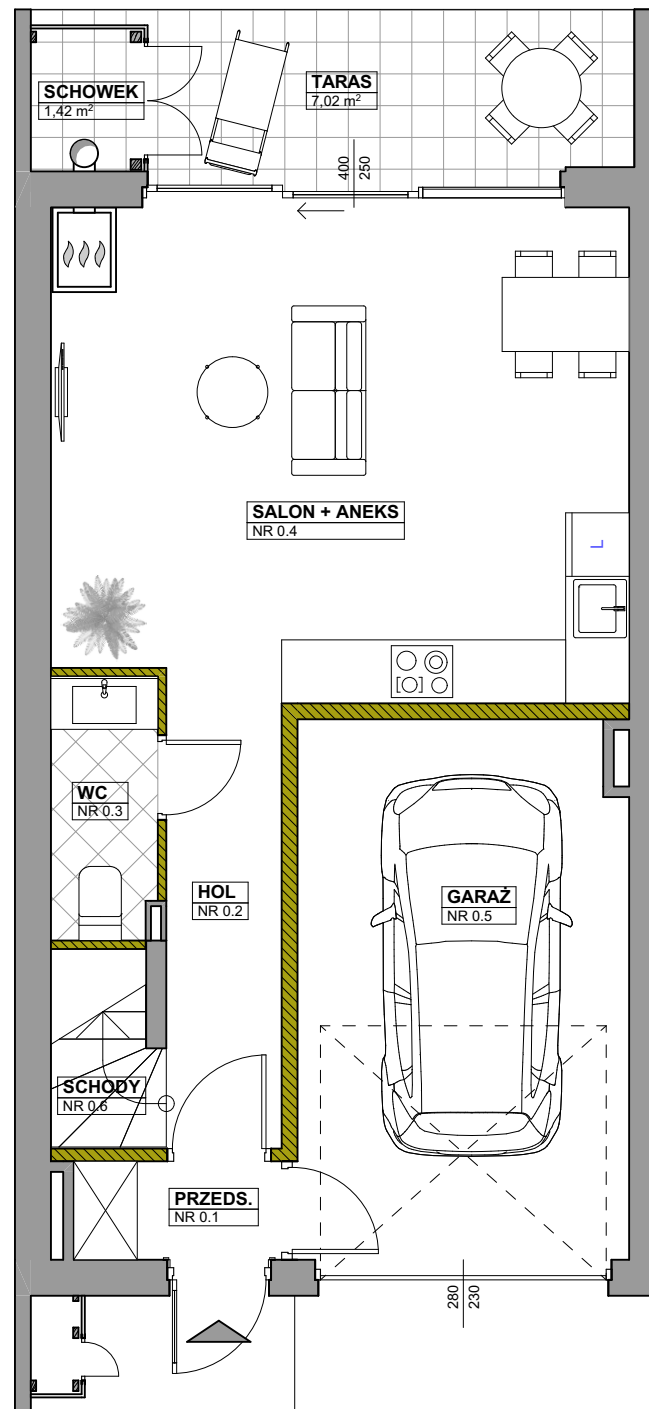 SCHOWEK
1,42 m²
TARAS
7,02 m²
400
250
SALON + ANEKS
NR 0.4
L
WC
NR 0.3
HOL
NR 0.2
GARAŻ
NR 0.5
SCHODY
NR 0.6
PRZEDS.
NR 0.1
280
230